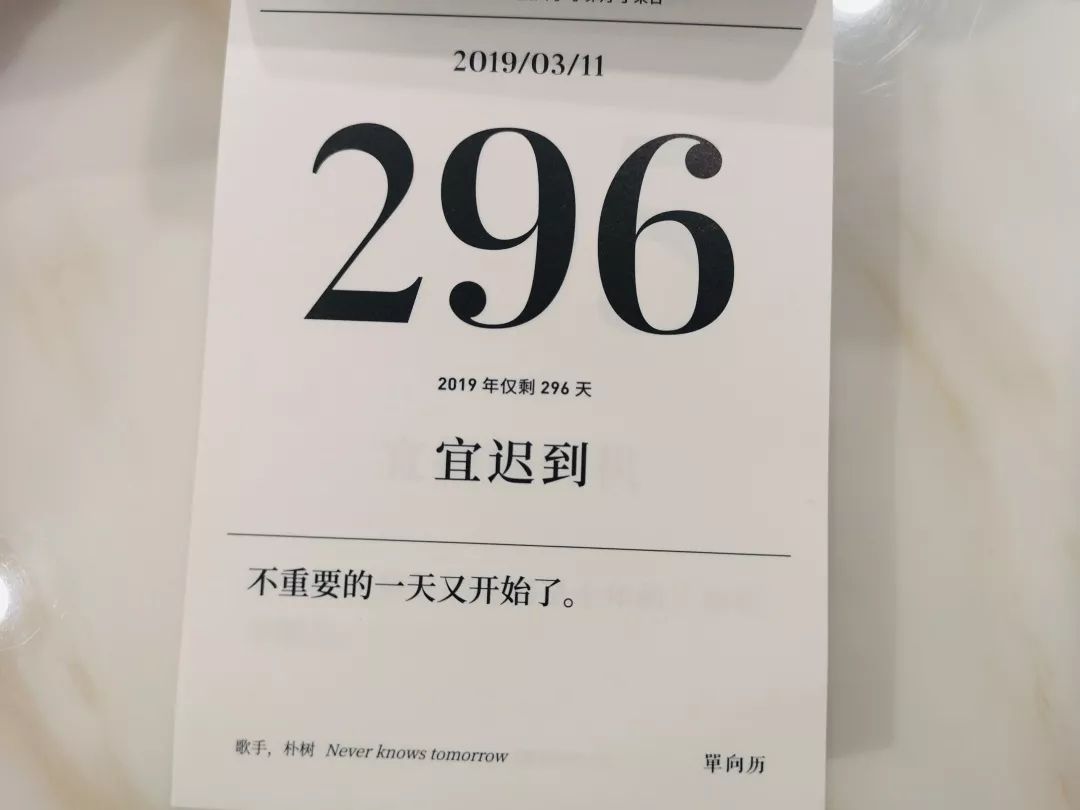 2019/03/11
296
2019 年仅剩 296 天
宜迟到
不重要的一天又开始了。
歌手，朴树 Never knows tomorrow
單向历